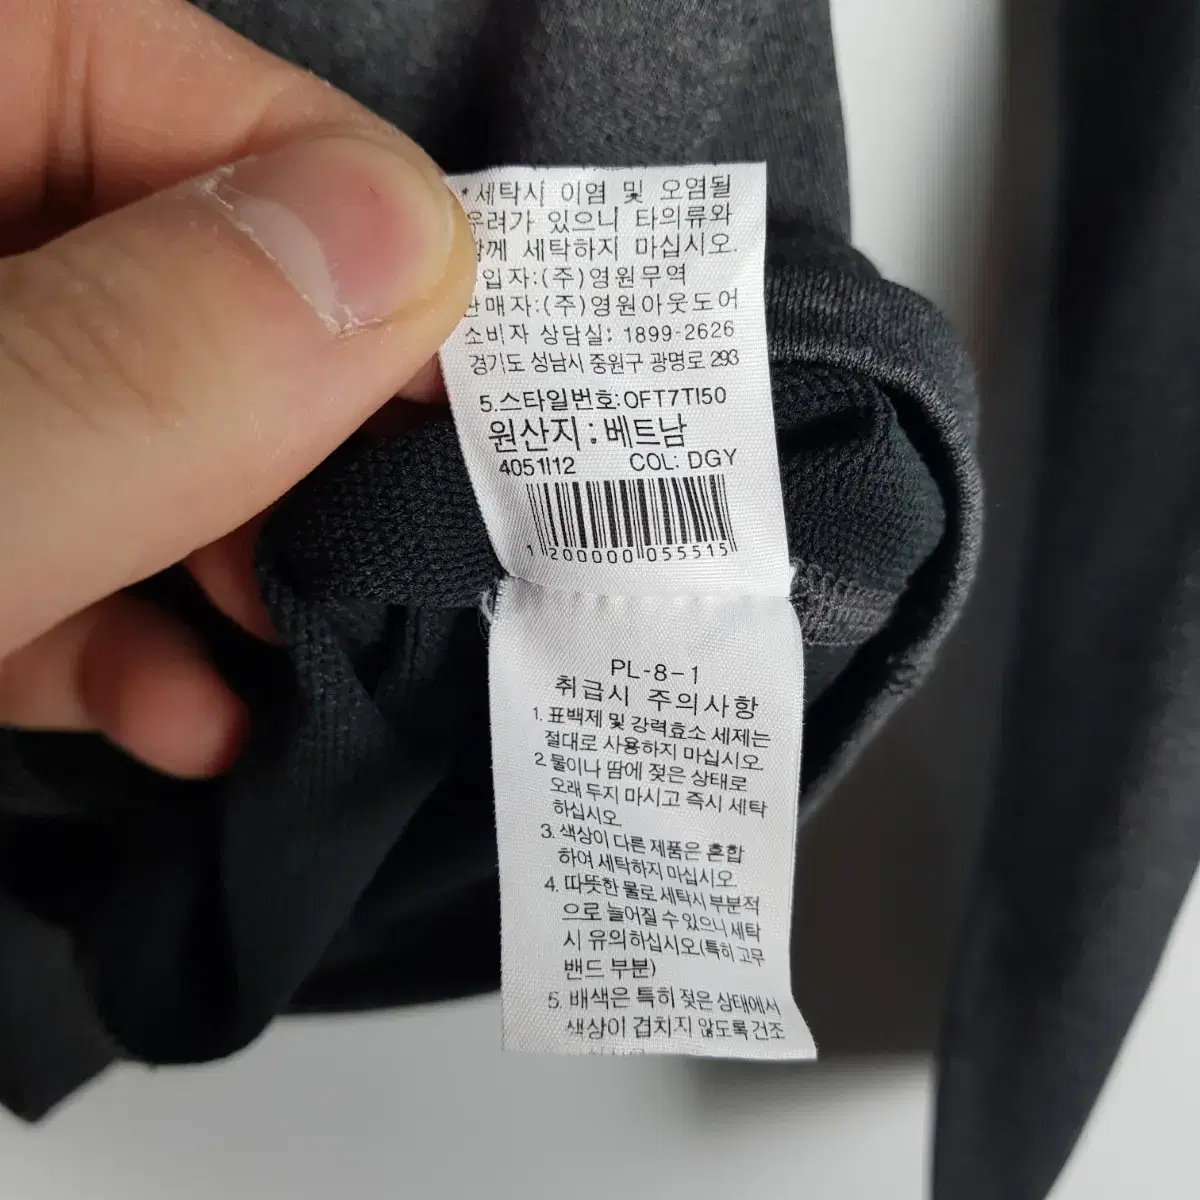 *세탁시 이염 및 오염될
우려가 있으니 타의류와
함께 세탁하지 마십시오.
입자:(주)영원무역
판매자:(주)영원아웃도어
소비자 상담실: 1899-2626
경기도 성남시 중원구 광명로 293
5.스타일번호:OFT7TI50
원산지:베트남
4051I12 COL: DGY
1 200000 055515
PL-8-1
취급시 주의사항
1. 표백제 및 강력효소 세제는
절대로 사용하지 마십시오
2 물이나 땀에 젖은 상태로
오래 두지 마시고 즉시 세탁
하십시오
3. 색상이 다른 제품은 혼합
하여 세탁하지 마십시오
4. 따뜻한 물로 세탁시 부분적
으로 늘어질 수 있으니 세탁
시 유의하십시오(특히 고무
밴드 부분)
5. 배색은 특히 젖은 상태에서
색상이 겹치지 않도록 건조